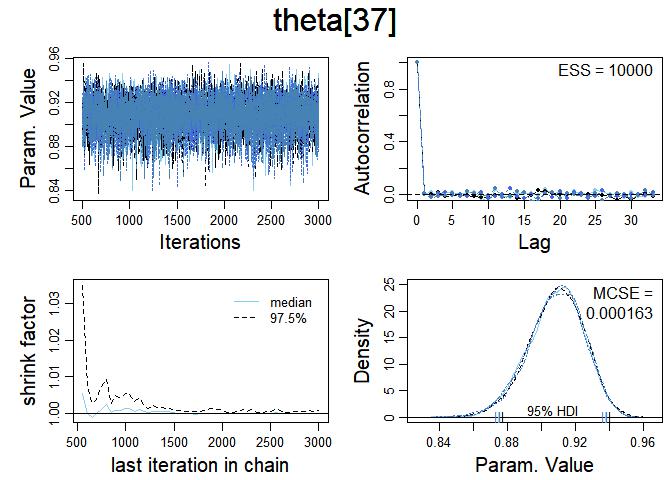 theta[37]
Param. Value
0.84 0.88 0.92 0.96
500 1000 1500 2000 2500 3000
Iterations
Autocorrelation
0.0 0.4 0.8
ESS = 10000
0 5 10 15 20 25 30
Lag
shrink factor
1.00 1.01 1.02 1.03
median
97.5%
500 1000 1500 2000 2500 3000
last iteration in chain
Density
0 5 10 15 20 25
MCSE =
0.000163
95% HDI
0.84 0.88 0.92 0.96
Param. Value